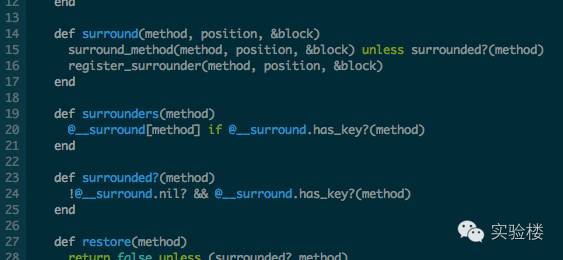 12 end
13
14 def surround(method, position, &block)
15 surround_method(method, position, &block) unless surrounded?(method)
16 register_surrounder(method, position, &block)
17 end
18
19 def surrounders(method)
20 @__surround[method] if @__surround.has_key?(method)
21 end
22
23 def surrounded?(method)
24 !@__surround.nil? && @__surround.has_key?(method)
25 end
26
27 def restore(method)
28 return false unless (surrounded? method)
实验楼